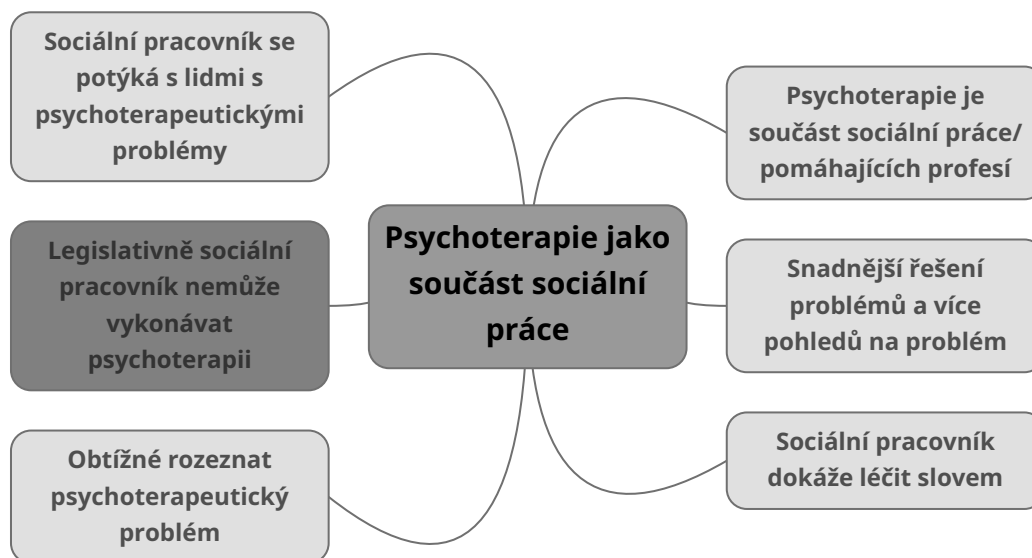 Sociální pracovník se
potýká s lidmi s
psychoterapeutickými
problémy
Legislativně sociální
pracovník nemůže
vykonávat
psychoterapii
Obtížné rozeznat
psychoterapeutický
problém
Psychoterapie jako
součást sociální
práce
Psychoterapie je
součást sociální práce/
pomáhajících profesí
Snadnější řešení
problémů a více
pohledů na problém
Sociální pracovník
dokáže léčit slovem